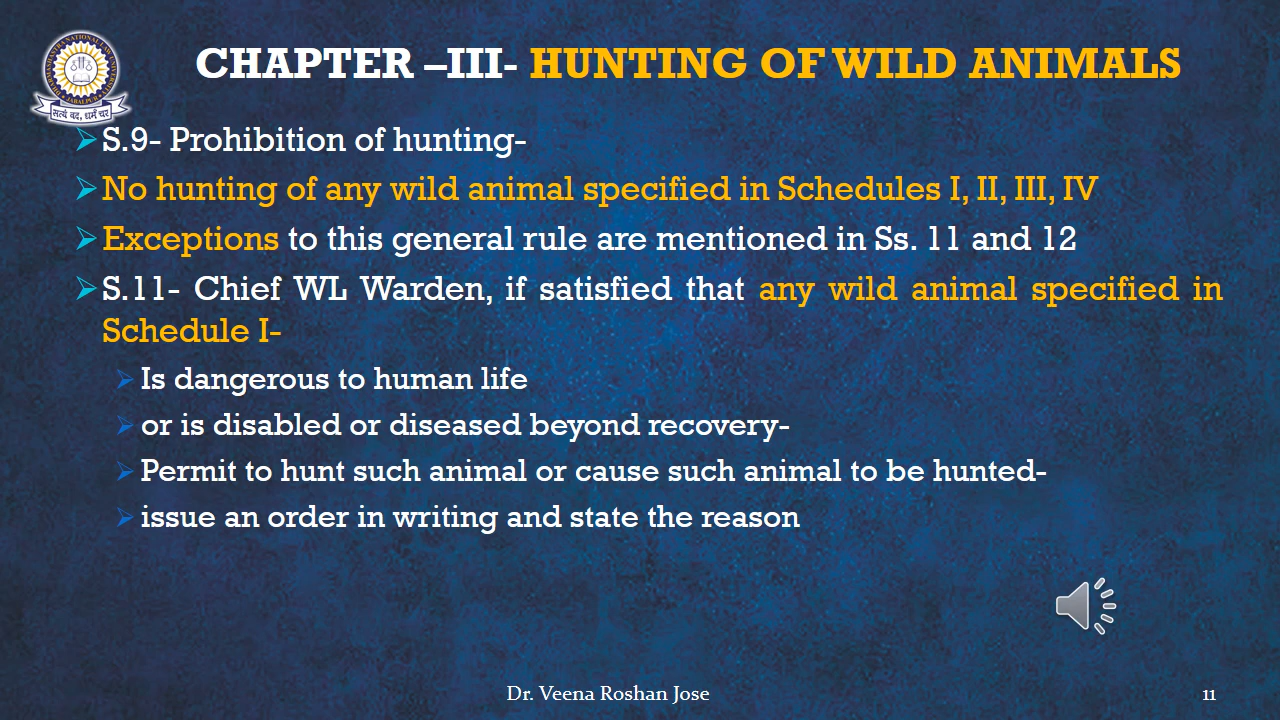 CHAPTER –III- HUNTING OF WILD ANIMALS
S.9- Prohibition of hunting-
No hunting of any wild animal specified in Schedules I, II, III, IV
Exceptions to this general rule are mentioned in Ss. 11 and 12
S.11- Chief WL Warden, if satisfied that any wild animal specified in
Schedule I-
Is dangerous to human life
or is disabled or diseased beyond recovery-
Permit to hunt such animal or cause such animal to be hunted-
issue an order in writing and state the reason
सत्यं वद, धर्मं चर
Dr. Veena Roshan Jose
11